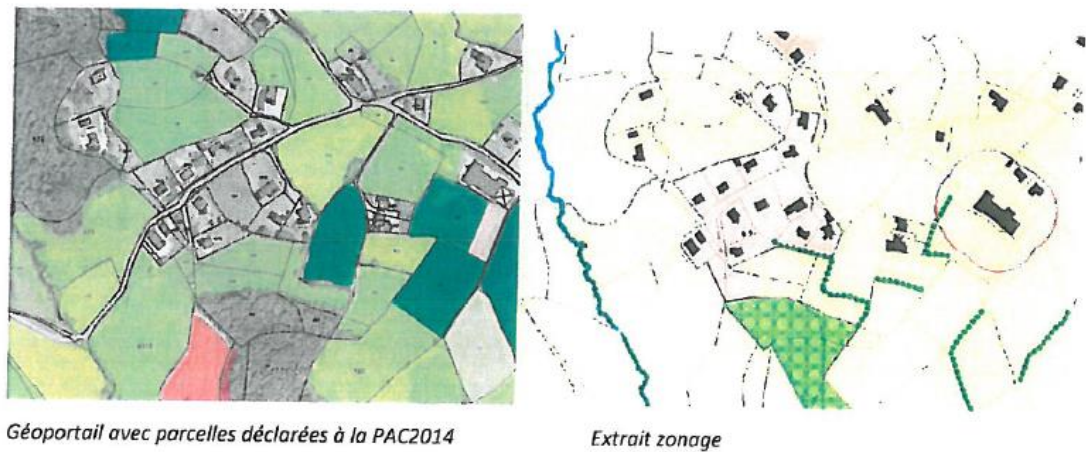 Géoportail avec parcelles déclarées à la PAC2014
Extrait zonage